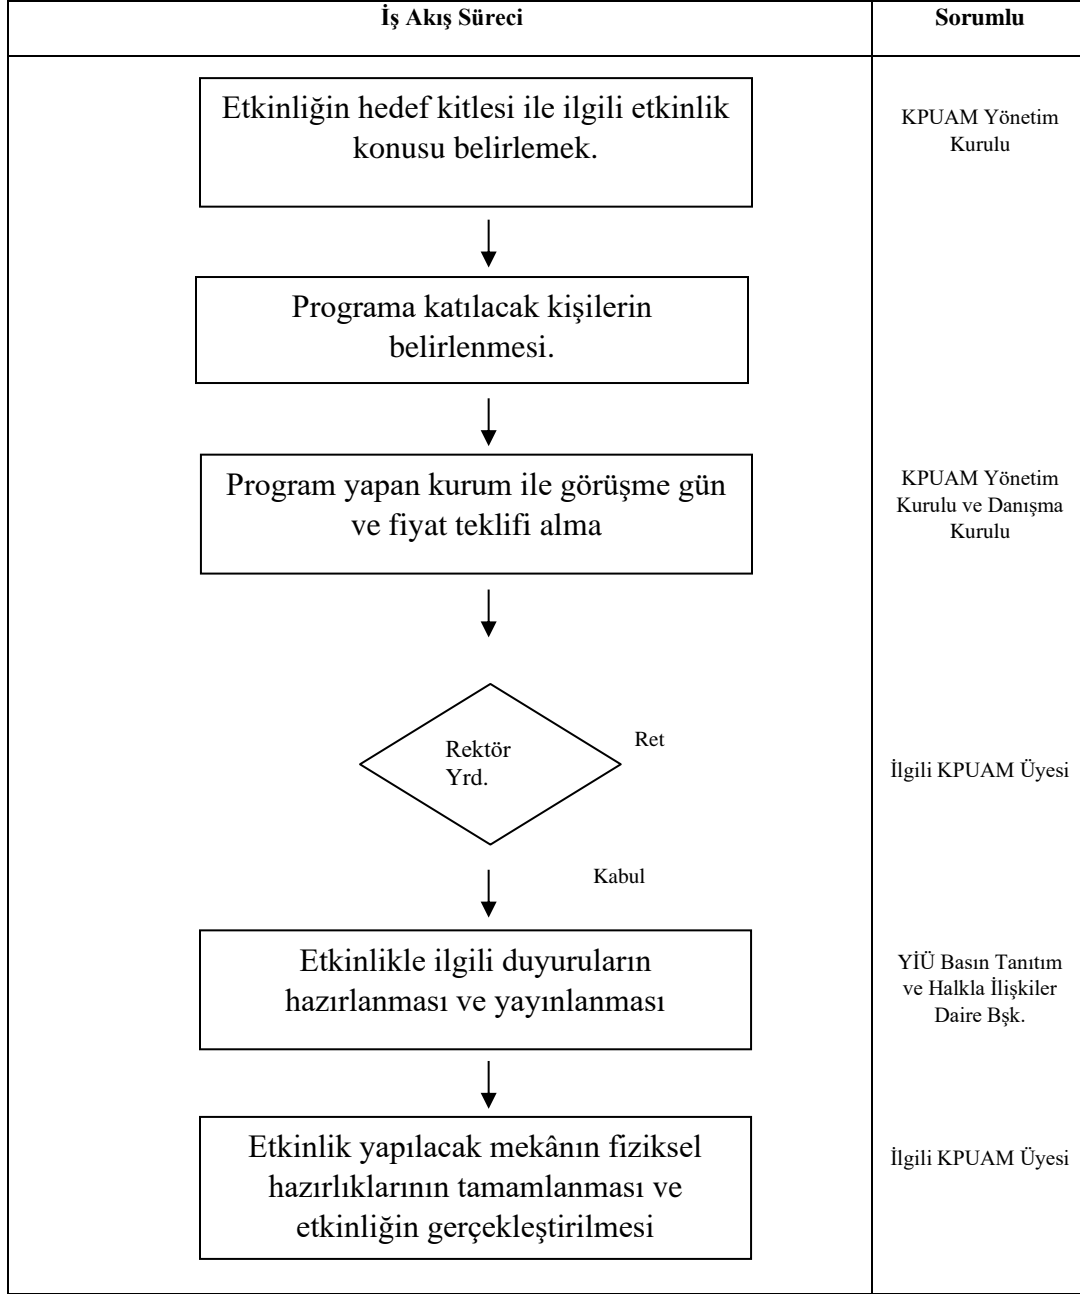 İş Akış Süreci
Sorumlu
Etkinliğin hedef kitlesi ile ilgili etkinlik
konusu belirlemek.
KPUAM Yönetim
Kurulu
Programa katılacak kişilerin
belirlenmesi.
Program yapan kurum ile görüşme gün
ve fiyat teklifi alma
KPUAM Yönetim
Kurulu ve Danışma
Kurulu
Rektör
Yrd.
Ret
İlgili KPUAM Üyesi
Kabul
Etkinlikle ilgili duyuruların
hazırlanması ve yayınlanması
YİÜ Basın Tanıtım
ve Halkla İlişkiler
Daire Bşk.
Etkinlik yapılacak mekânın fiziksel
hazırlıklarının tamamlanması ve
etkinliğin gerçekleştirilmesi
İlgili KPUAM Üyesi